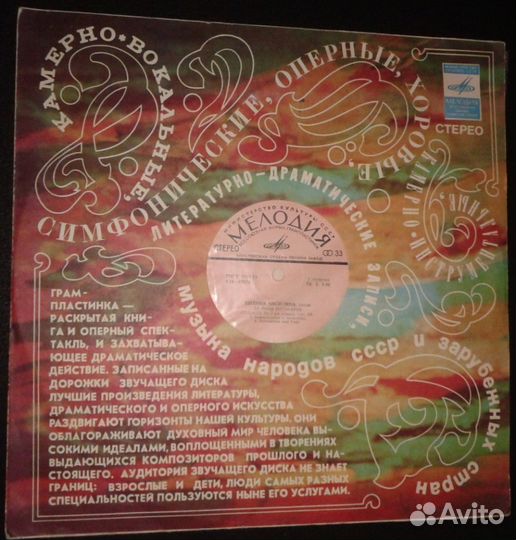 КАМЕРНО*ВОКАЛЬНЫЕ,
СИМФОНИЧЕСКИЕ, ОПЕРНЫЕ, ХОРОВЫЕ,
КАМЕРНО-ИНСТРУМЕНТАЛЬНЫЕ,
ЛИТЕРАТУРНО-ДРАМАТИЧЕСКИЕ ЗАПИСИ,
музыка народов ссср и зарубежных стран
МЕЛОДИЯ
СТЕРЕО
МИНИСТЕРСТВО КУЛЬТУРЫ СССР
МЕЛОДИЯ
СТЕРЕО
33
ГРАМ-
ПЛАСТИНКА —
РАСКРЫТАЯ КНИ-
ГА И ОПЕРНЫЙ СПЕК-
ТАКЛЬ, И ЗАХВАТЫВА-
ЮЩЕЕ ДРАМАТИЧЕСКОЕ
ДЕЙСТВИЕ. ЗАПИСАННЫЕ НА
ДОРОЖКИ ЗВУЧАЩЕГО ДИСКА
ЛУЧШИЕ ПРОИЗВЕДЕНИЯ ЛИТЕРАТУРЫ,
ДРАМАТИЧЕСКОГО И ОПЕРНОГО ИСКУССТВА
РАЗДВИГАЮТ ГОРИЗОНТЫ НАШЕЙ КУЛЬТУРЫ. ОНИ
ОБЛАГОРАЖИВАЮТ ДУХОВНЫЙ МИР ЧЕЛОВЕКА ВЫ-
СОКИМИ ИДЕАЛАМИ, ВОПЛОЩЕННЫМИ В ТВОРЕНИЯХ
ВЫДАЮЩИХСЯ КОМПОЗИТОРОВ ПРОШЛОГО И НА-
СТОЯЩЕГО. АУДИТОРИЯ ЗВУЧАЩЕГО ДИСКА НЕ ЗНАЕТ
ГРАНИЦ: ВЗРОСЛЫЕ И ДЕТИ, ЛЮДИ САМЫХ РАЗНЫХ
СПЕЦИАЛЬНОСТЕЙ ПОЛЬЗУЮТСЯ НЫНЕ ЕГО УСЛУГАМИ.
Avito